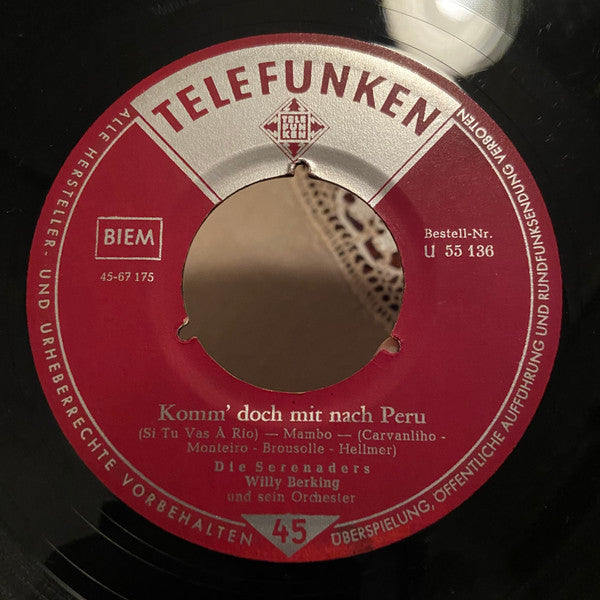 TELEFUNKEN
TELE
FUN
KEN
BIEM
45-67 175
Bestell-Nr.
U 55 136
Komm' doch mit nach Peru
(Si Tu Vas À Rio) — Mambo — (Carvanliho -
Monteiro - Brousolle - Hellmer)
Die Serenaders
Willy Berking
und sein Orchester
45
ALLE HERSTELLER- UND URHEBERRECHTE VORBEHALTEN
ÜBERSPIELUNG, ÖFFENTLICHE AUFFÜHRUNG UND RUNDFUNKSENDUNG VERBOTEN